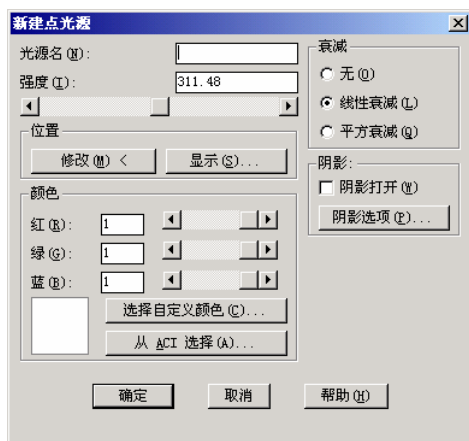 新建点光源
光源名(N):
强度(I): 311.48
位置
修改(M) < 显示(S)...
颜色
红(R): 1
绿(G): 1
蓝(B): 1
选择自定义颜色(C)...
从 ACI 选择(A)...
衰减
无(O)
线性衰减(L)
平方衰减(Q)
阴影:
阴影打开(W)
阴影选项(P)...
确定 取消 帮助(H)